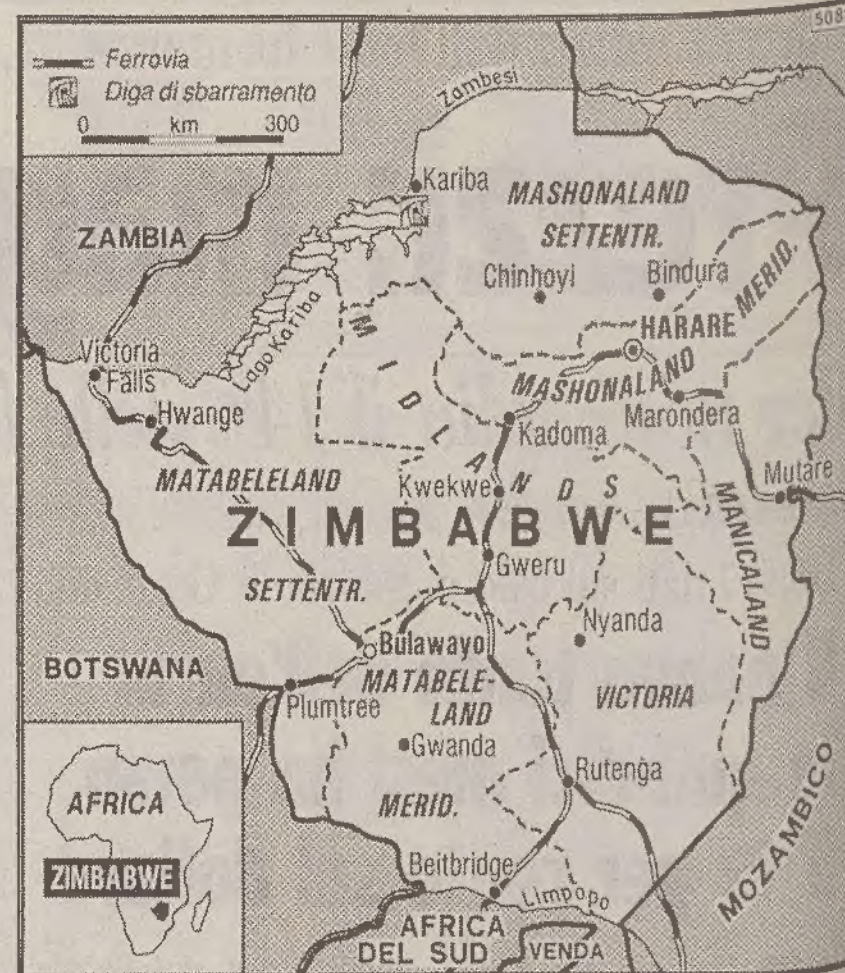 508
Ferrovia
Diga di sbarramento
0 km 300
Zambesi
Kariba
MASHONALAND
SETTENTR.
ZAMBIA
Chinhoyi
Bindura
MERID.
Lago Kariba
MIDLANDS
HARARE
Victoria
Falls
MASHONALAND
Hwange
Marondera
Kadoma
MATABELELAND
Kwekwe
Mutare
ZIMBABWE
MANICALAND
Gweru
SETTENTR.
Nyanda
Bulawayo
BOTSWANA
MATABELE-
LAND
Plumtree
VICTORIA
Gwanda
Rutenga
AFRICA
MERID.
MOZAMBICO
ZIMBABWE
Beitbridge
Limpopo
AFRICA
DEL SUD
VENDA